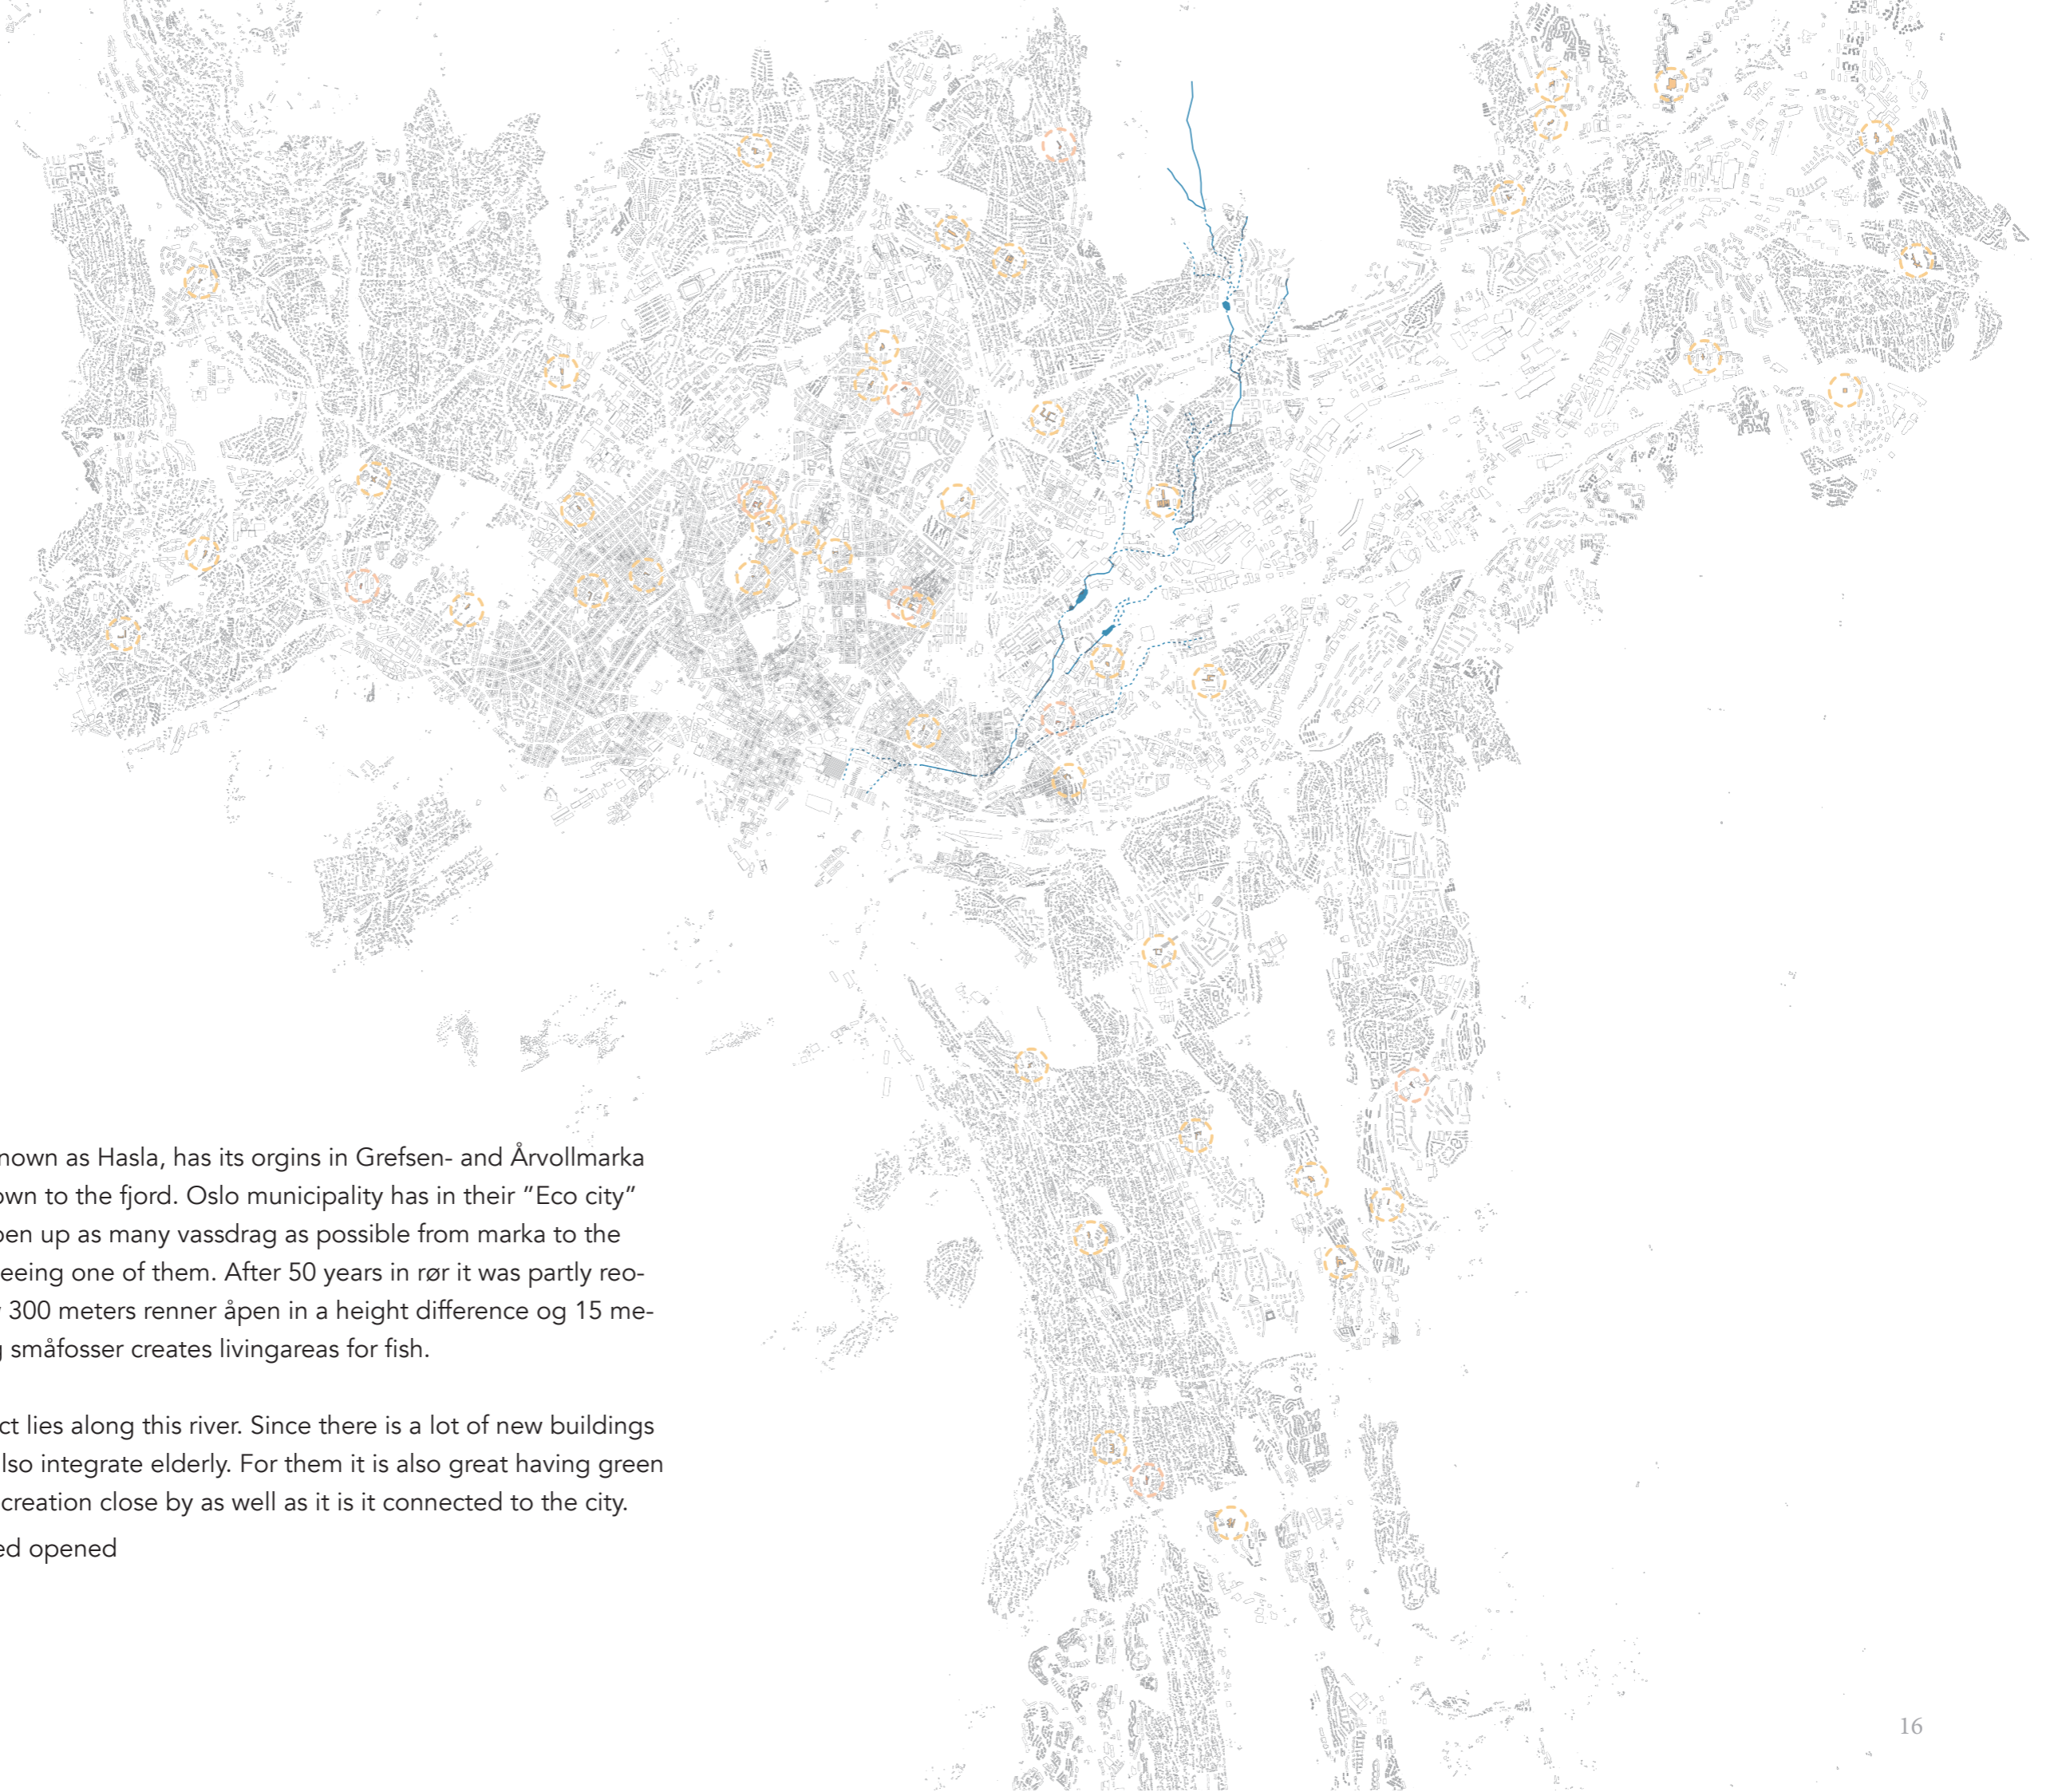 nown as Hasla, has its orgins in Grefsen- and Årvollmarka
own to the fjord. Oslo municipality has in their ”Eco city”
pen up as many vassdrag as possible from marka to the
eeing one of them. After 50 years in rør it was partly reo-
300 meters renner åpen in a height difference og 15 me-
småfosser creates livingareas for fish.
ct lies along this river. Since there is a lot of new buildings
lso integrate elderly. For them it is also great having green
creation close by as well as it is it connected to the city.
ed opened
16